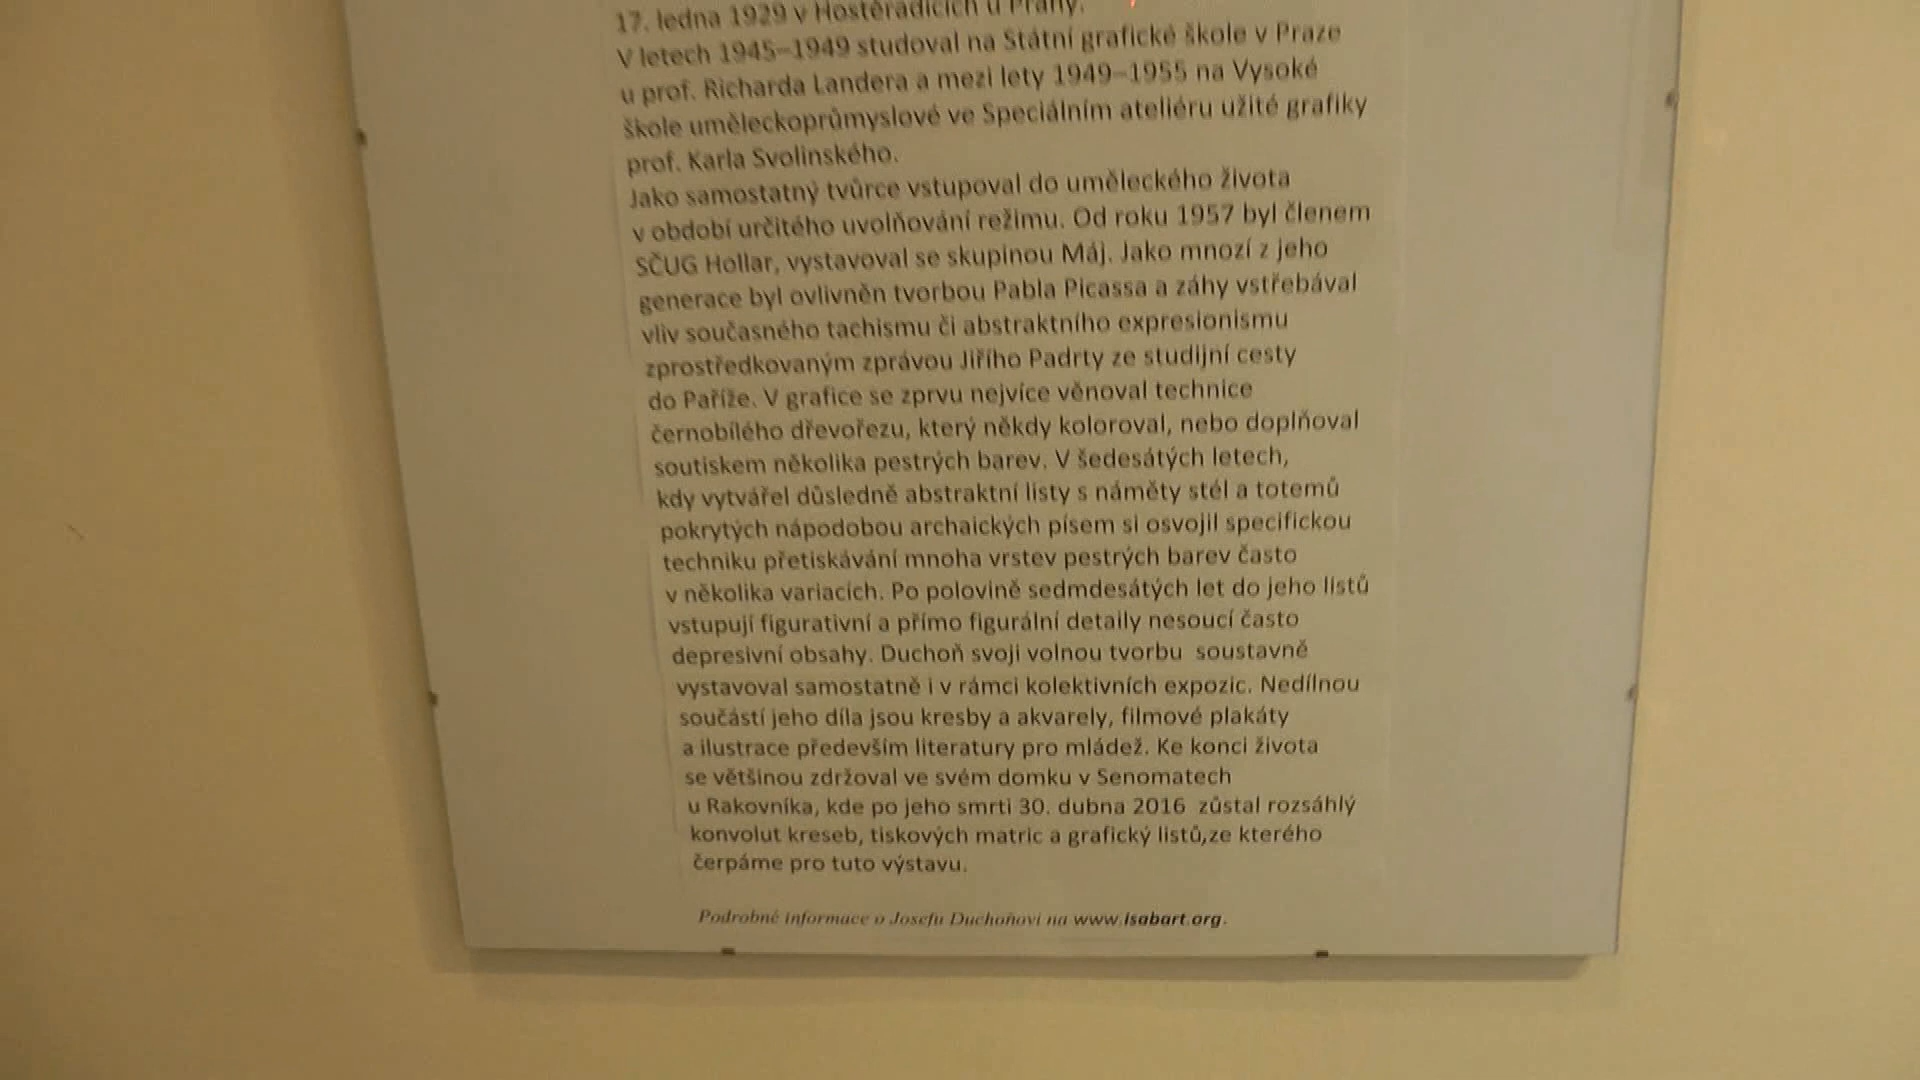 17. ledna 1929 v Hostěradicích u Prahy.
V letech 1945–1949 studoval na Státní grafické škole v Praze
u prof. Richarda Landera a mezi lety 1949–1955 na Vysoké
škole uměleckoprůmyslové ve Speciálním ateliéru užité grafiky
prof. Karla Svolinského.
Jako samostatný tvůrce vstupoval do uměleckého života
v období určitého uvolňování režimu. Od roku 1957 byl členem
SČUG Hollar, vystavoval se skupinou Máj. Jako mnozí z jeho
generace byl ovlivněn tvorbou Pabla Picassa a záhy vstřebával
vliv současného tachismu či abstraktního expresionismu
zprostředkovaným zprávou Jiřího Padrty ze studijní cesty
do Paříže. V grafice se zprvu nejvíce věnoval technice
černobílého dřevořezu, který někdy koloroval, nebo doplňoval
soutiskem několika pestrých barev. V šedesátých letech,
kdy vytvářel důsledně abstraktní listy s náměty stél a totemů
pokrytých nápodobou archaických písem si osvojil specifickou
techniku přetiskávání mnoha vrstev pestrých barev často
v několika variacích. Po polovině sedmdesátých let do jeho listů
vstupují figurativní a přímo figurální detaily nesoucí často
depresivní obsahy. Duchoň svoji volnou tvorbu soustavně
vystavoval samostatně i v rámci kolektivních expozic. Nedílnou
součástí jeho díla jsou kresby a akvarely, filmové plakáty
a ilustrace především literatury pro mládež. Ke konci života
se většinou zdržoval ve svém domku v Senomatech
u Rakovníka, kde po jeho smrti 30. dubna 2016 zůstal rozsáhlý
konvolut kreseb, tiskových matric a grafický listů,ze kterého
čerpáme pro tuto výstavu.
Podrobné informace o Josefu Duchoňovi na www.isabart.org.